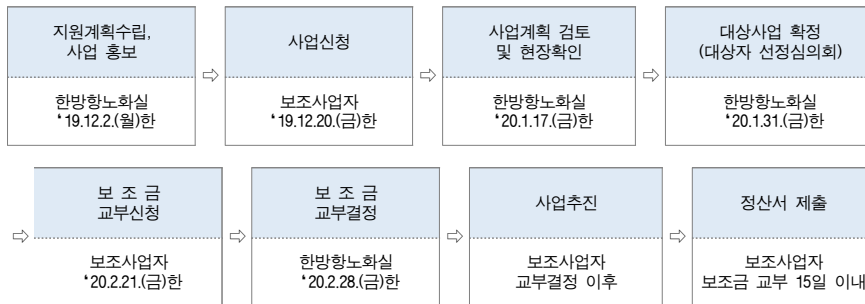 지원계획수립,
사업 홍보
한방항노화실
‘19.12.2.(월)한
사업신청
보조사업자
‘19.12.20.(금)한
사업계획 검토
및 현장확인
한방항노화실
‘20.1.17.(금)한
대상사업 확정
(대상자 선정심의회)
한방항노화실
‘20.1.31.(금)한
보 조 금
교부신청
보조사업자
‘20.2.21.(금)한
보 조 금
교부결정
한방항노화실
‘20.2.28.(금)한
사업추진
보조사업자
교부결정 이후
정산서 제출
보조사업자
보조금 교부 15일 이내